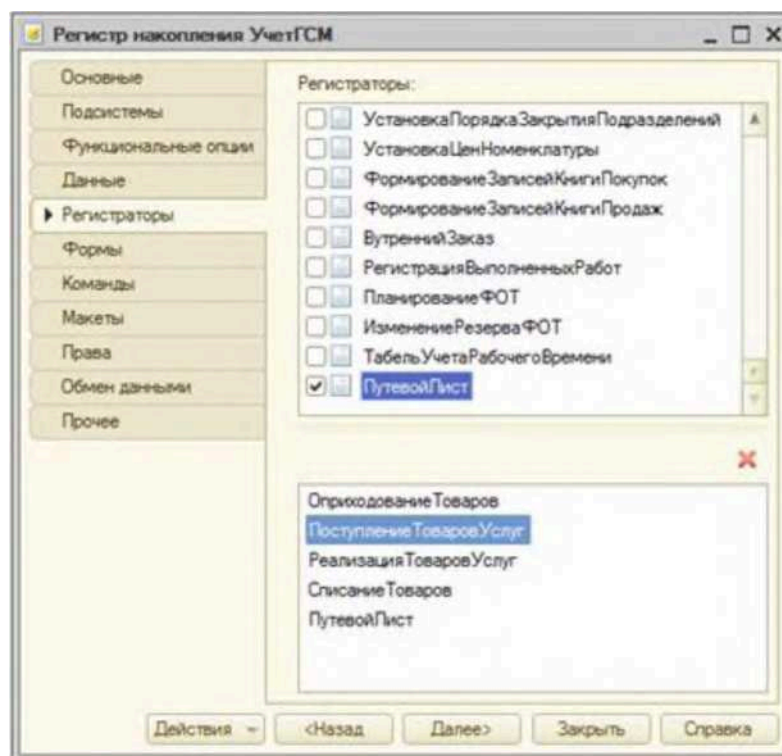 Регистр накопления УчетГСМ
Основные
Подсистемы
Функциональные опции
Данные
Регистраторы
Формы
Команды
Макеты
Права
Обмен данными
Прочее
Регистраторы:
УстановкаПорядкаЗакрытияПодразделений
УстановкаЦенНоменклатуры
ФормированиеЗаписейКнигиПокупок
ФормированиеЗаписейКнигиПродаж
ВутреннийЗаказ
РегистрацияВыполненныхРабот
ПланированиеФОТ
ИзменениеРезерваФОТ
ТабельУчетаРабочегоВремени
ПутевойЛист
ОприходованиеТоваров
ПоступлениеТоваровУслуг
РеализацияТоваровУслуг
СписаниеТоваров
ПутевойЛист
Действия
<Назад
Далее>
Закрыть
Справка